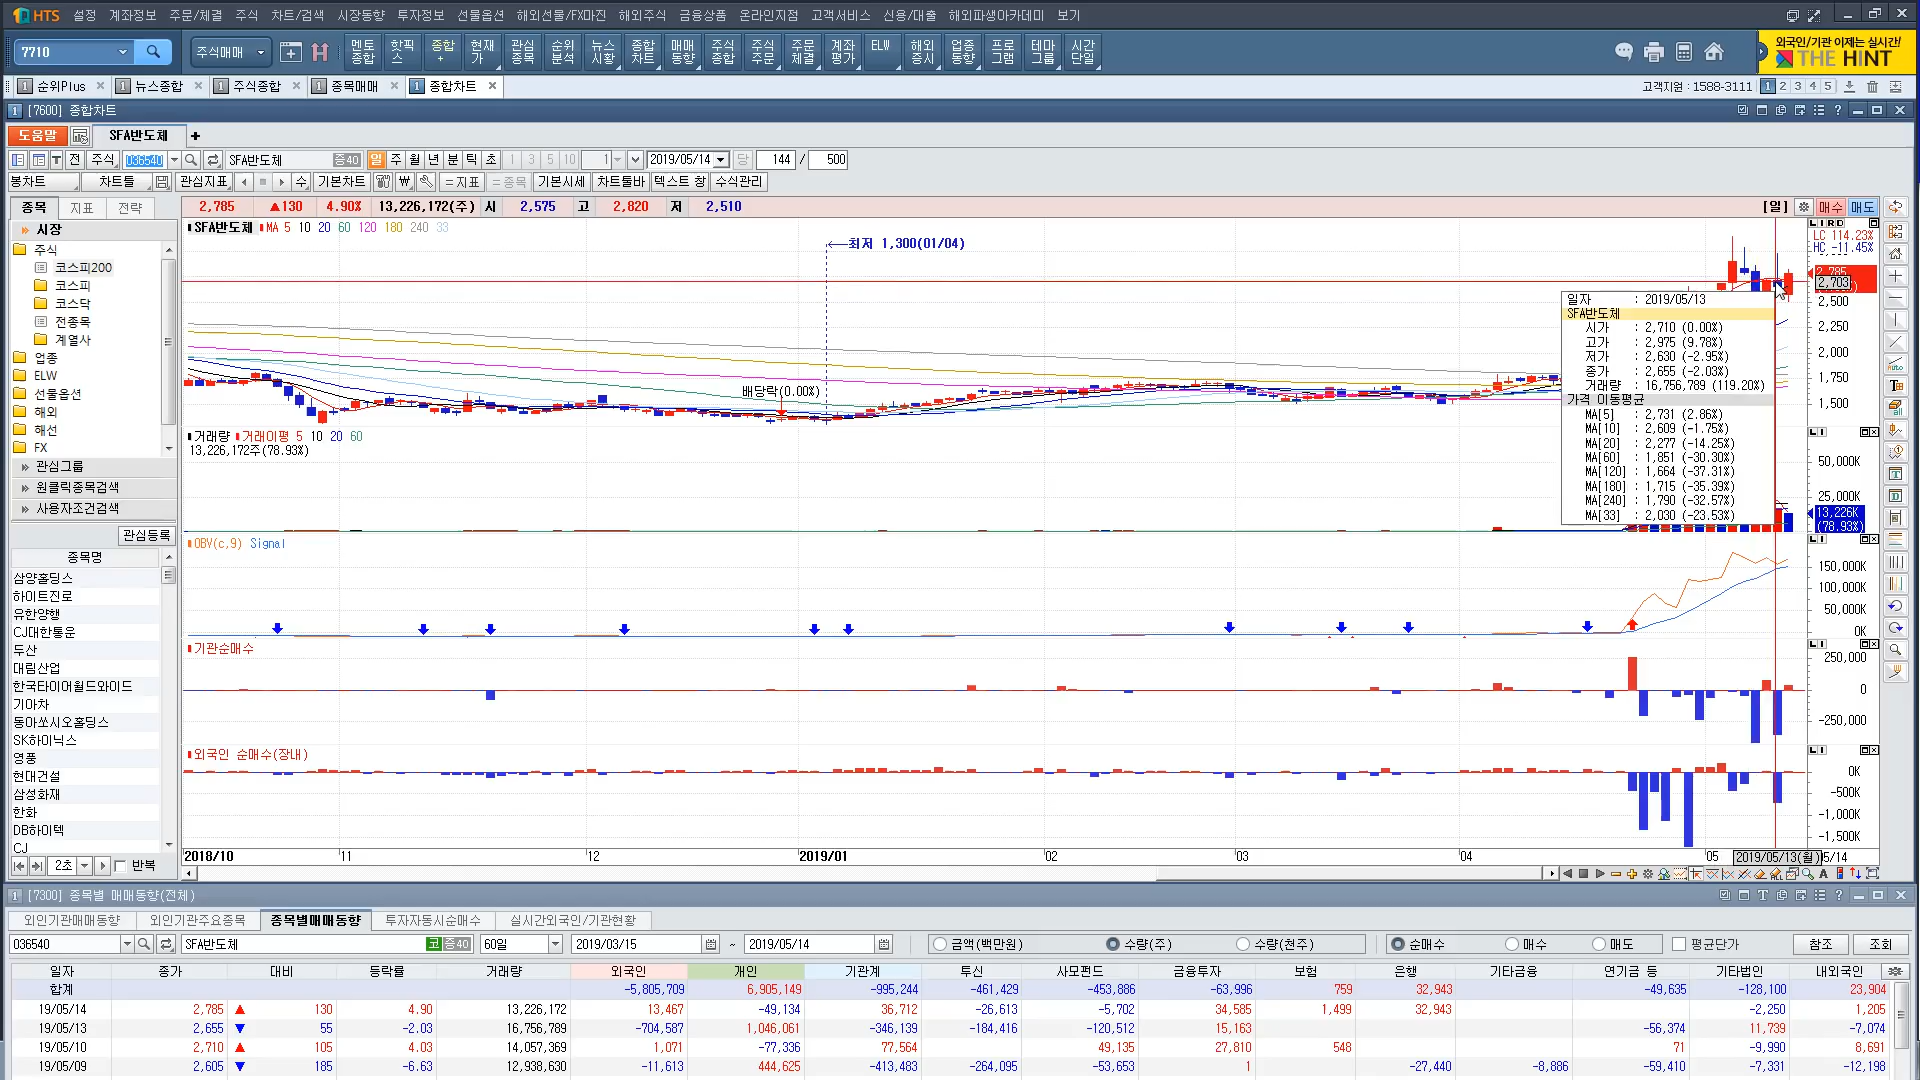 HTS 설정 계좌정보 주문/체결 주식 차트/검색 시장동향 투자정보 선물옵션 해외선물/FX마진 해외주식 금융상품 온라인지점 고객서비스 신용/대출 해외파생아카데미 보기
7710 주식매매 멘토종합 핫픽스 종합+ 현재가 관심종목 순위분석 뉴스시황 종합차트 매매동향 주식종합 주식주문 주문체결 계좌평가 ELW 해외증시 업종동향 프로그램 테마그룹 시간단일
외국인/기관 이제는 실시간!
THE HINT
1 순위Plus 1 뉴스종합 1 주식종합 1 종목매매 1 종합차트 고객지원 : 1588-3111 1 2 3 4 5
1 [7600] 종합차트
도움말 SFA반도체 +
T 전 주식 036540 SFA반도체 증40 일 주 월 년 분 틱 초 1 3 5 10 1 2019/05/14 당 144 / 500
봉차트 차트틀 관심지표 수 기본차트 ₩ =지표 =종목 기본시세 차트툴바 텍스트 창 수식관리
종목 지표 전략
2,785 ▲130 4.90% 13,226,172(주) 시 2,575 고 2,820 저 2,510 [일] 매수 매도
시장
주식
코스피200
코스피
코스닥
전종목
계열사
업종
ELW
선물옵션
해외
해선
FX
관심그룹
원클릭종목검색
사용자조건검색
관심등록
종목명
삼양홀딩스
하이트진로
유한양행
CJ대한통운
두산
대림산업
한국타이어월드와이드
기아차
동아쏘시오홀딩스
SK하이닉스
영풍
현대건설
삼성화재
한화
DB하이텍
CJ
2초 반복
SFA반도체 MA 5 10 20 60 120 180 240 33
←최저 1,300(01/04)
배당락(0.00%)
LC 114.23%
HC -11.45%
2,785
2,703
2,500
2,250
2,000
1,750
1,500
일자 : 2019/05/13
SFA반도체
시가 : 2,710 (0.00%)
고가 : 2,975 (9.78%)
저가 : 2,630 (-2.95%)
종가 : 2,655 (-2.03%)
거래량 : 16,756,789 (119.20%)
가격 이동평균
MA[5] : 2,731 (2.86%)
MA[10] : 2,609 (-1.75%)
MA[20] : 2,277 (-14.25%)
MA[60] : 1,851 (-30.30%)
MA[120] : 1,664 (-37.31%)
MA[180] : 1,715 (-35.39%)
MA[240] : 1,790 (-32.57%)
MA[33] : 2,030 (-23.53%)
거래량 거래이평 5 10 20 60
13,226,172주(78.93%)
50,000K
25,000K
13,226K
(78.93%)
OBV(c,9) Signal
150,000K
100,000K
50,000K
0K
기관순매수
250,000
0
-250,000
외국인 순매수(장내)
0K
-500K
-1,000K
-1,500K
2018/10 11 12 2019/01 02 03 04 05 2019/05/13(월) 05/14
1 [7300] 종목별 매매동향(전체)
외인기관매매동향 외인기관주요종목 종목별매매동향 투자자동시순매수 실시간외국인/기관현황
036540 SFA반도체 코 증40 60일 2019/03/15 ~ 2019/05/14 금액(백만원) 수량(주) 수량(천주) 순매수 매수 매도 평균단가 참조 조회
일자 종가 대비 등락률 거래량 외국인 개인 기관계 투신 사모펀드 금융투자 보험 은행 기타금융 연기금 등 기타법인 내외국인
합계 -5,805,709 6,905,149 -995,244 -461,429 -453,886 -63,996 759 32,943 -49,635 -128,100 23,904
19/05/14 2,785 ▲ 130 4.90 13,226,172 13,467 -49,134 36,712 -26,613 -5,702 34,585 1,499 32,943 -2,250 1,205
19/05/13 2,655 ▼ 55 -2.03 16,756,789 -704,587 1,046,061 -346,139 -184,416 -120,512 15,163 -56,374 11,739 -7,074
19/05/10 2,710 ▲ 105 4.03 14,057,369 1,071 -77,336 77,564 49,135 27,810 548 71 -9,990 8,691
19/05/09 2,605 ▼ 185 -6.63 12,938,630 -11,613 444,625 -413,483 -264,095 -53,653 1 -27,440 -8,886 -59,410 -7,331 -12,198